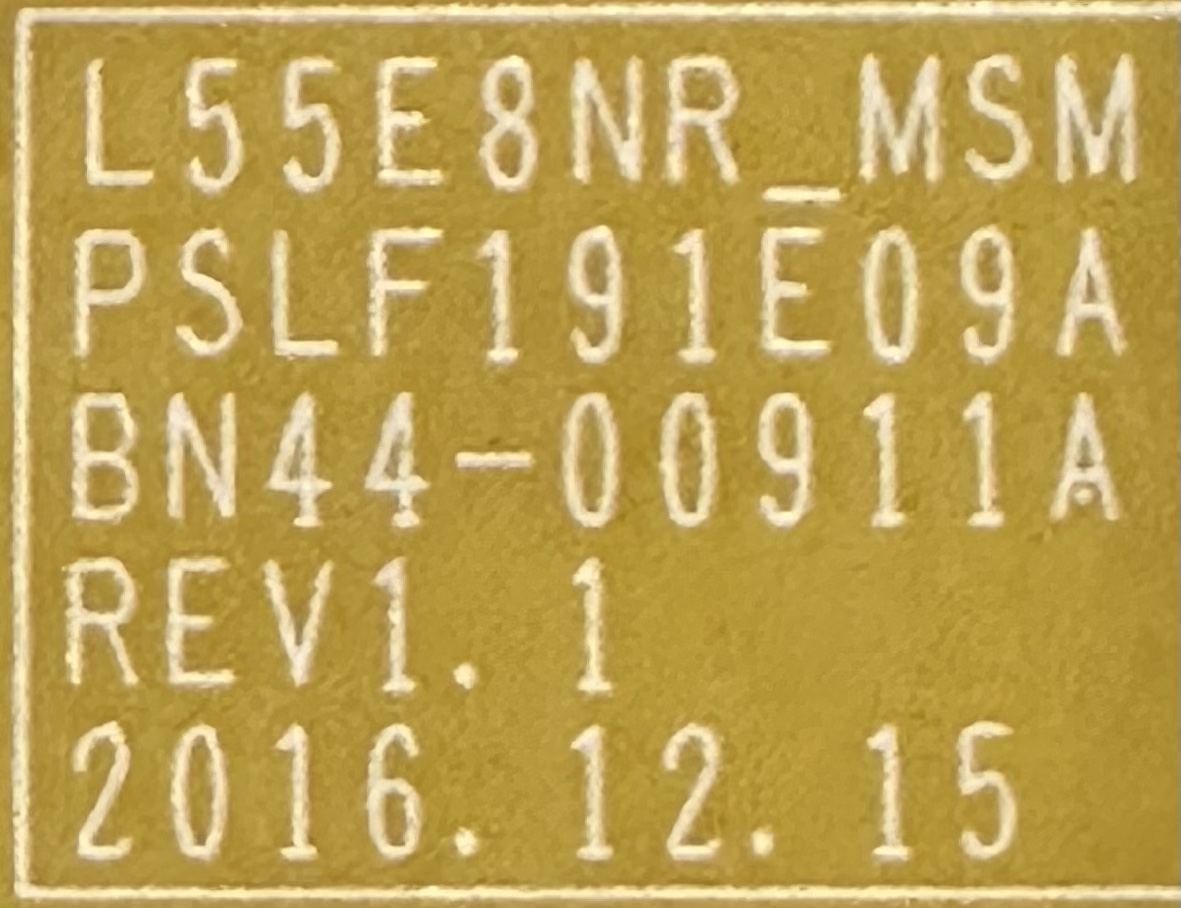 L55E8NR_MSM
PSLF191E09A
BN44-00911A
REV1.1
2016.12.15